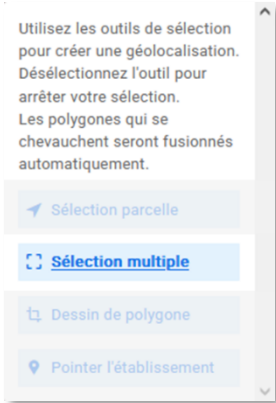 Utilisez les outils de sélection
pour créer une géolocalisation.
Désélectionnez l'outil pour
arrêter votre sélection.
Les polygones qui se
chevauchent seront fusionnés
automatiquement.
Sélection parcelle
Sélection multiple
Dessin de polygone
Pointer l'établissement